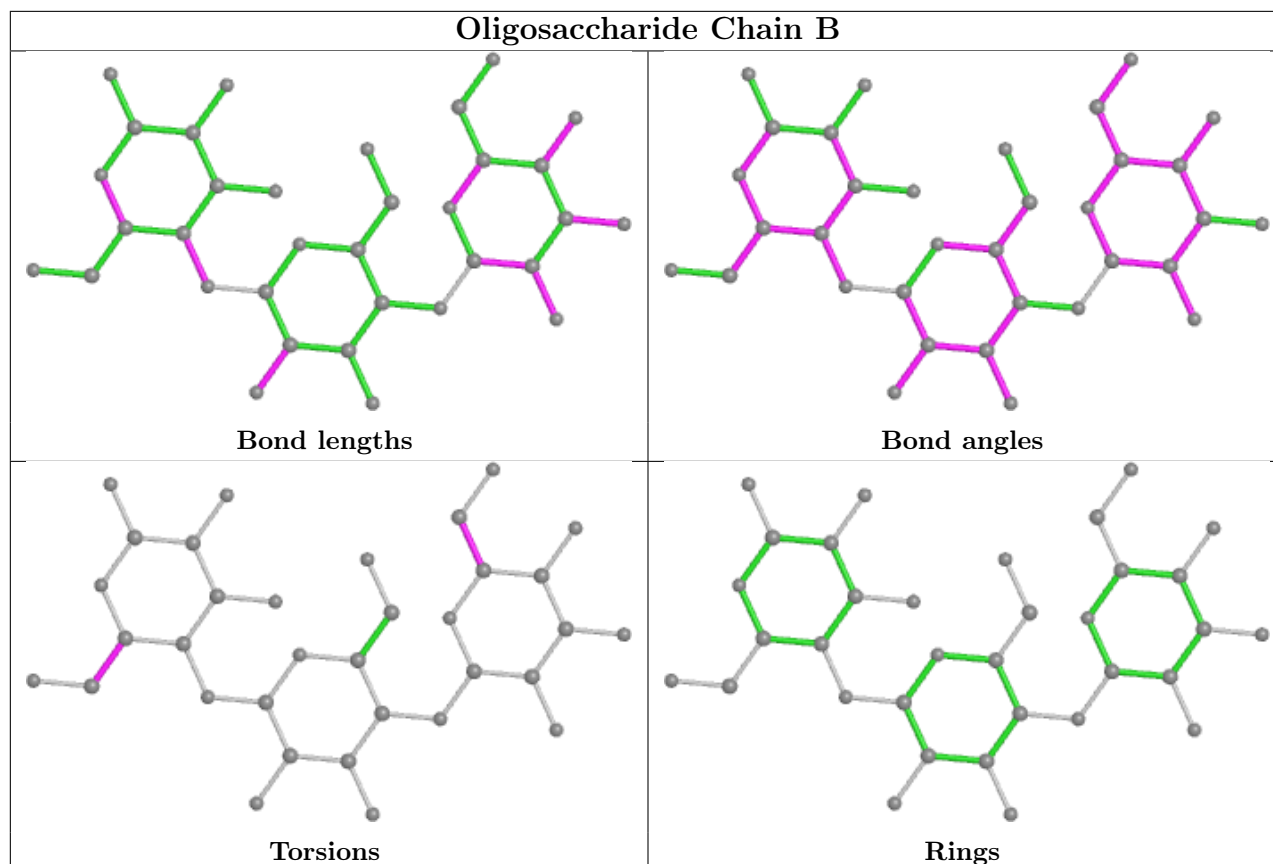 Oligosaccharide Chain B
Bond lengths
Bond angles
Torsions
Rings